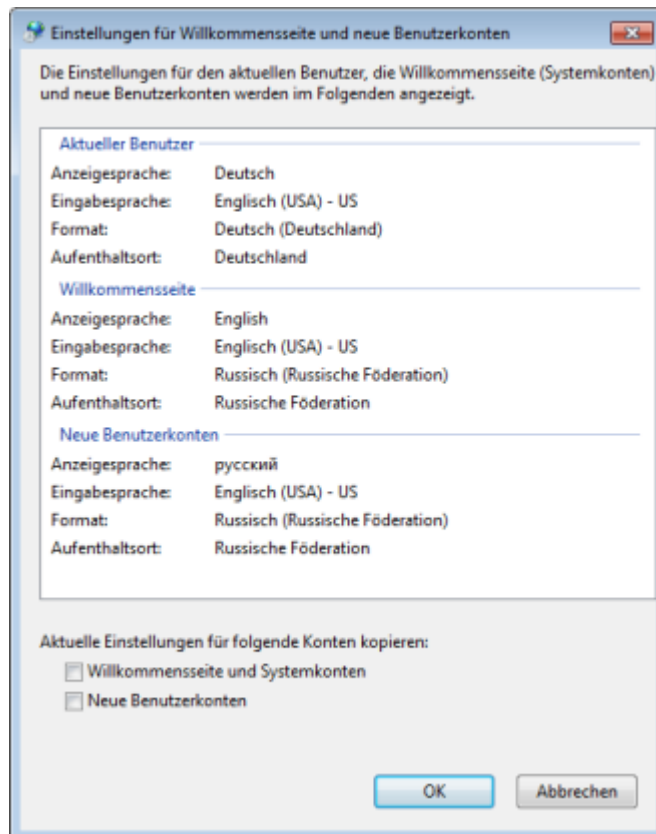 Einstellungen für Willkommensseite und neue Benutzerkonten
Die Einstellungen für den aktuellen Benutzer, die Willkommensseite (Systemkonten)
und neue Benutzerkonten werden im Folgenden angezeigt.
Aktueller Benutzer
Anzeigesprache: Deutsch
Eingabesprache: Englisch (USA) - US
Format: Deutsch (Deutschland)
Aufenthaltsort: Deutschland
Willkommensseite
Anzeigesprache: English
Eingabesprache: Englisch (USA) - US
Format: Russisch (Russische Föderation)
Aufenthaltsort: Russische Föderation
Neue Benutzerkonten
Anzeigesprache: русский
Eingabesprache: Englisch (USA) - US
Format: Russisch (Russische Föderation)
Aufenthaltsort: Russische Föderation
Aktuelle Einstellungen für folgende Konten kopieren:
Willkommensseite und Systemkonten
Neue Benutzerkonten
OK Abbrechen